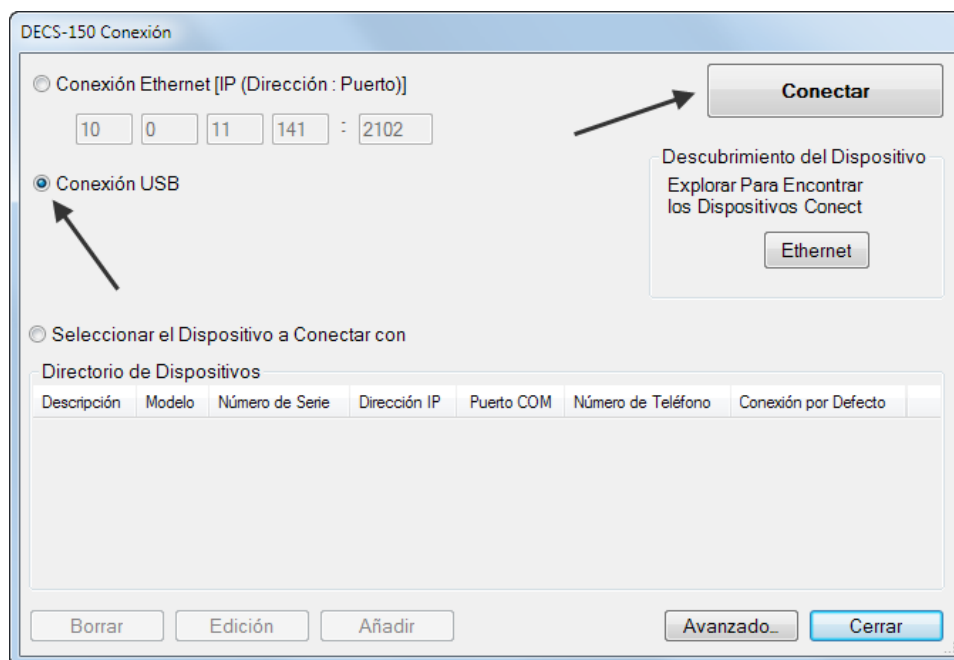 DECS-150 Conexión
Conexión Ethernet [IP (Dirección : Puerto)]
10 0 11 141 : 2102
Conectar
Descubrimiento del Dispositivo
Explorar Para Encontrar
los Dispositivos Conect
Ethernet
Conexión USB
Seleccionar el Dispositivo a Conectar con
Directorio de Dispositivos
Descripción Modelo Número de Serie Dirección IP Puerto COM Número de Teléfono Conexión por Defecto
Borrar Edición Añadir Avanzado... Cerrar